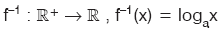 f⁻¹ : ℝ⁺ → ℝ , f⁻¹(x) = logₐx